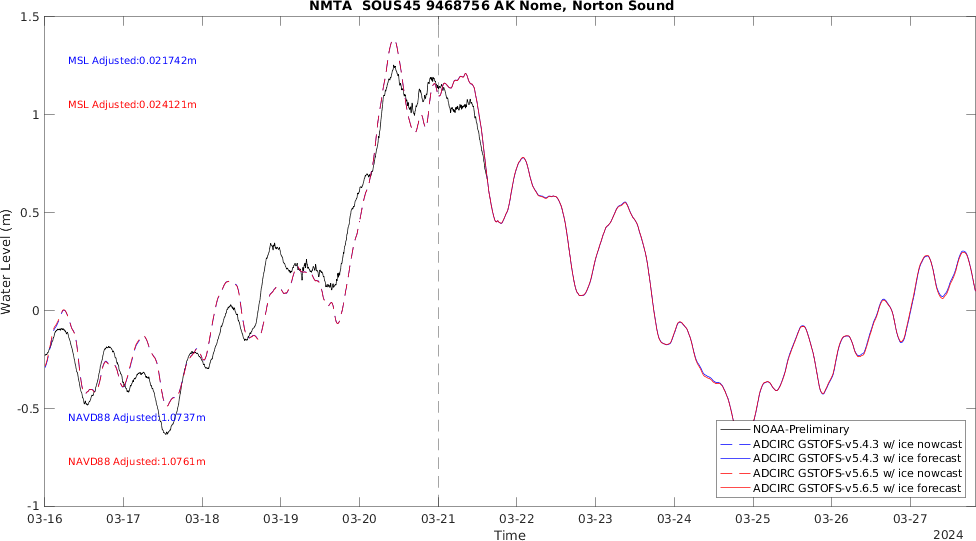 NMTA  SOUS45 9468756 AK Nome, Norton Sound
1.5
MSL Adjusted:0.021742m
MSL Adjusted:0.024121m
1
0.5
Water Level (m)
0
-0.5
NAVD88 Adjusted:1.0737m
NAVD88 Adjusted:1.0761m
NOAA-Preliminary
ADCIRC GSTOFS-v5.4.3 w/ ice nowcast
ADCIRC GSTOFS-v5.4.3 w/ ice forecast
ADCIRC GSTOFS-v5.6.5 w/ ice nowcast
ADCIRC GSTOFS-v5.6.5 w/ ice forecast
-1
03-16 03-17 03-18 03-19 03-20 03-21 03-22 03-23 03-24 03-25 03-26 03-27
Time
2024